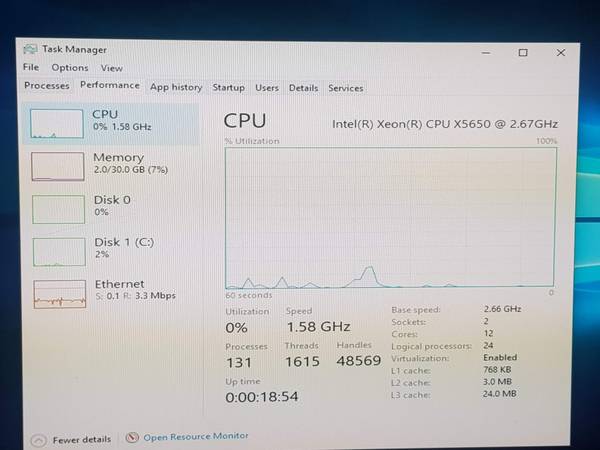 Task Manager
File Options View
Processes Performance App history Startup Users Details Services
CPU
0% 1.58 GHz
Memory
2.0/30.0 GB (7%)
Disk 0
0%
Disk 1 (C:)
2%
Ethernet
S: 0.1 R: 3.3 Mbps
CPU Intel(R) Xeon(R) CPU X5650 @ 2.67GHz
% Utilization 100%
60 seconds 0
Utilization Speed
0% 1.58 GHz
Processes Threads Handles
131 1615 48569
Up time
0:00:18:54
Base speed: 2.66 GHz
Sockets: 2
Cores: 12
Logical processors: 24
Virtualization: Enabled
L1 cache: 768 KB
L2 cache: 3.0 MB
L3 cache: 24.0 MB
Fewer details Open Resource Monitor